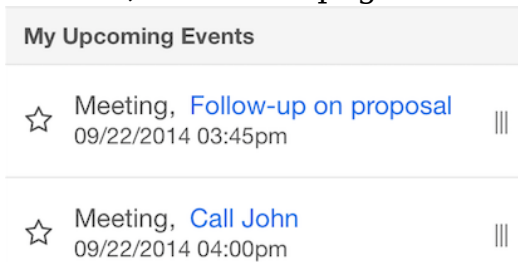 My Upcoming Events
Meeting, Follow-up on proposal
09/22/2014 03:45pm
Meeting, Call John
09/22/2014 04:00pm